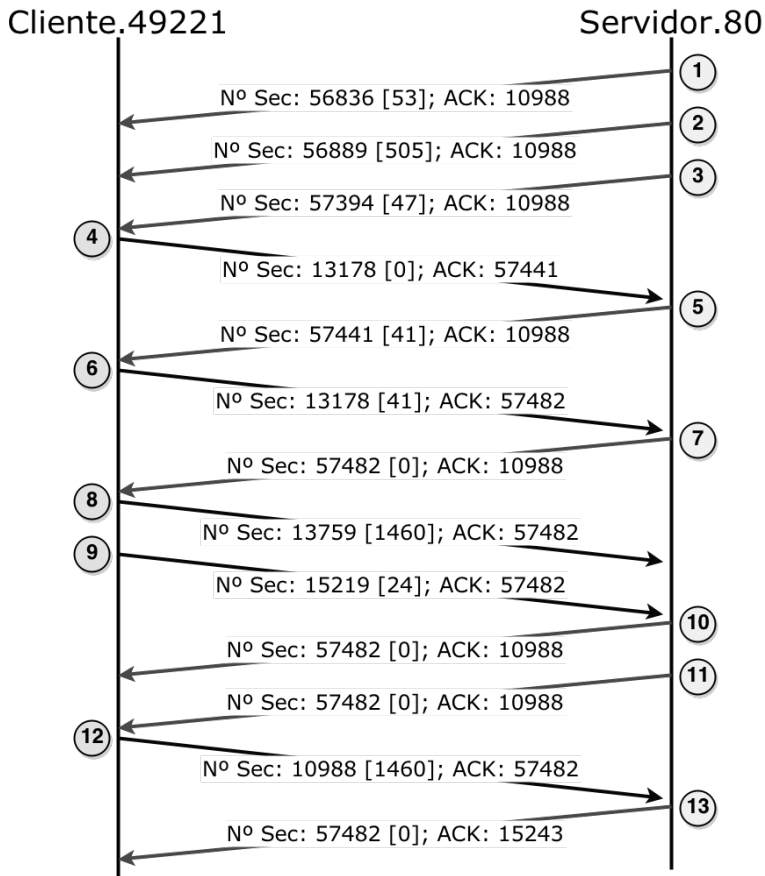 Cliente.49221 Servidor.80
1
Nº Sec: 56836 [53]; ACK: 10988
2
Nº Sec: 56889 [505]; ACK: 10988
3
Nº Sec: 57394 [47]; ACK: 10988
4
Nº Sec: 13178 [0]; ACK: 57441
5
Nº Sec: 57441 [41]; ACK: 10988
6
Nº Sec: 13178 [41]; ACK: 57482
7
Nº Sec: 57482 [0]; ACK: 10988
8
Nº Sec: 13759 [1460]; ACK: 57482
9
Nº Sec: 15219 [24]; ACK: 57482
10
Nº Sec: 57482 [0]; ACK: 10988
11
Nº Sec: 57482 [0]; ACK: 10988
12
Nº Sec: 10988 [1460]; ACK: 57482
13
Nº Sec: 57482 [0]; ACK: 15243